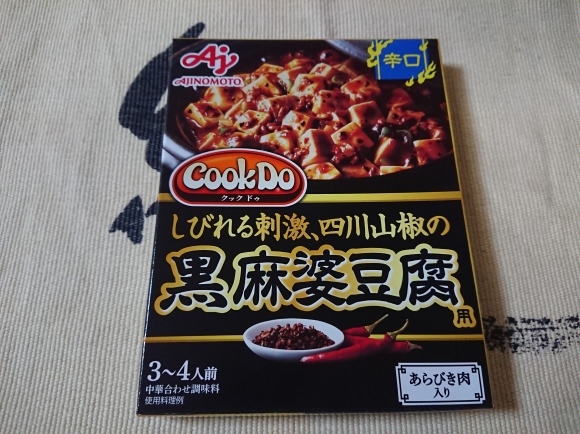 Aj
AJINOMOTO
辛口
Cook Do
クック ドゥ
しびれる刺激、四川山椒の
黒麻婆豆腐用
3~4人前
中華合わせ調味料
使用料理例
あらびき肉
入り